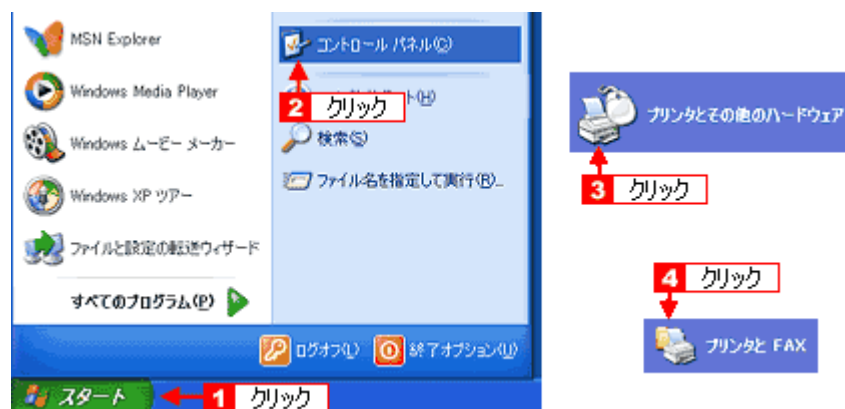 MSN Explorer
Windows Media Player
Windows ムービー メーカー
Windows XP ツアー
ファイルと設定の転送ウィザード
すべてのプログラム(P)
コントロール パネル(C)
2 クリック
ト(H)
検索(S)
ファイル名を指定して実行(R)...
ログオフ(L)
終了オプション(U)
スタート
1 クリック
プリンタとその他のハードウェア
3 クリック
4 クリック
プリンタと FAX